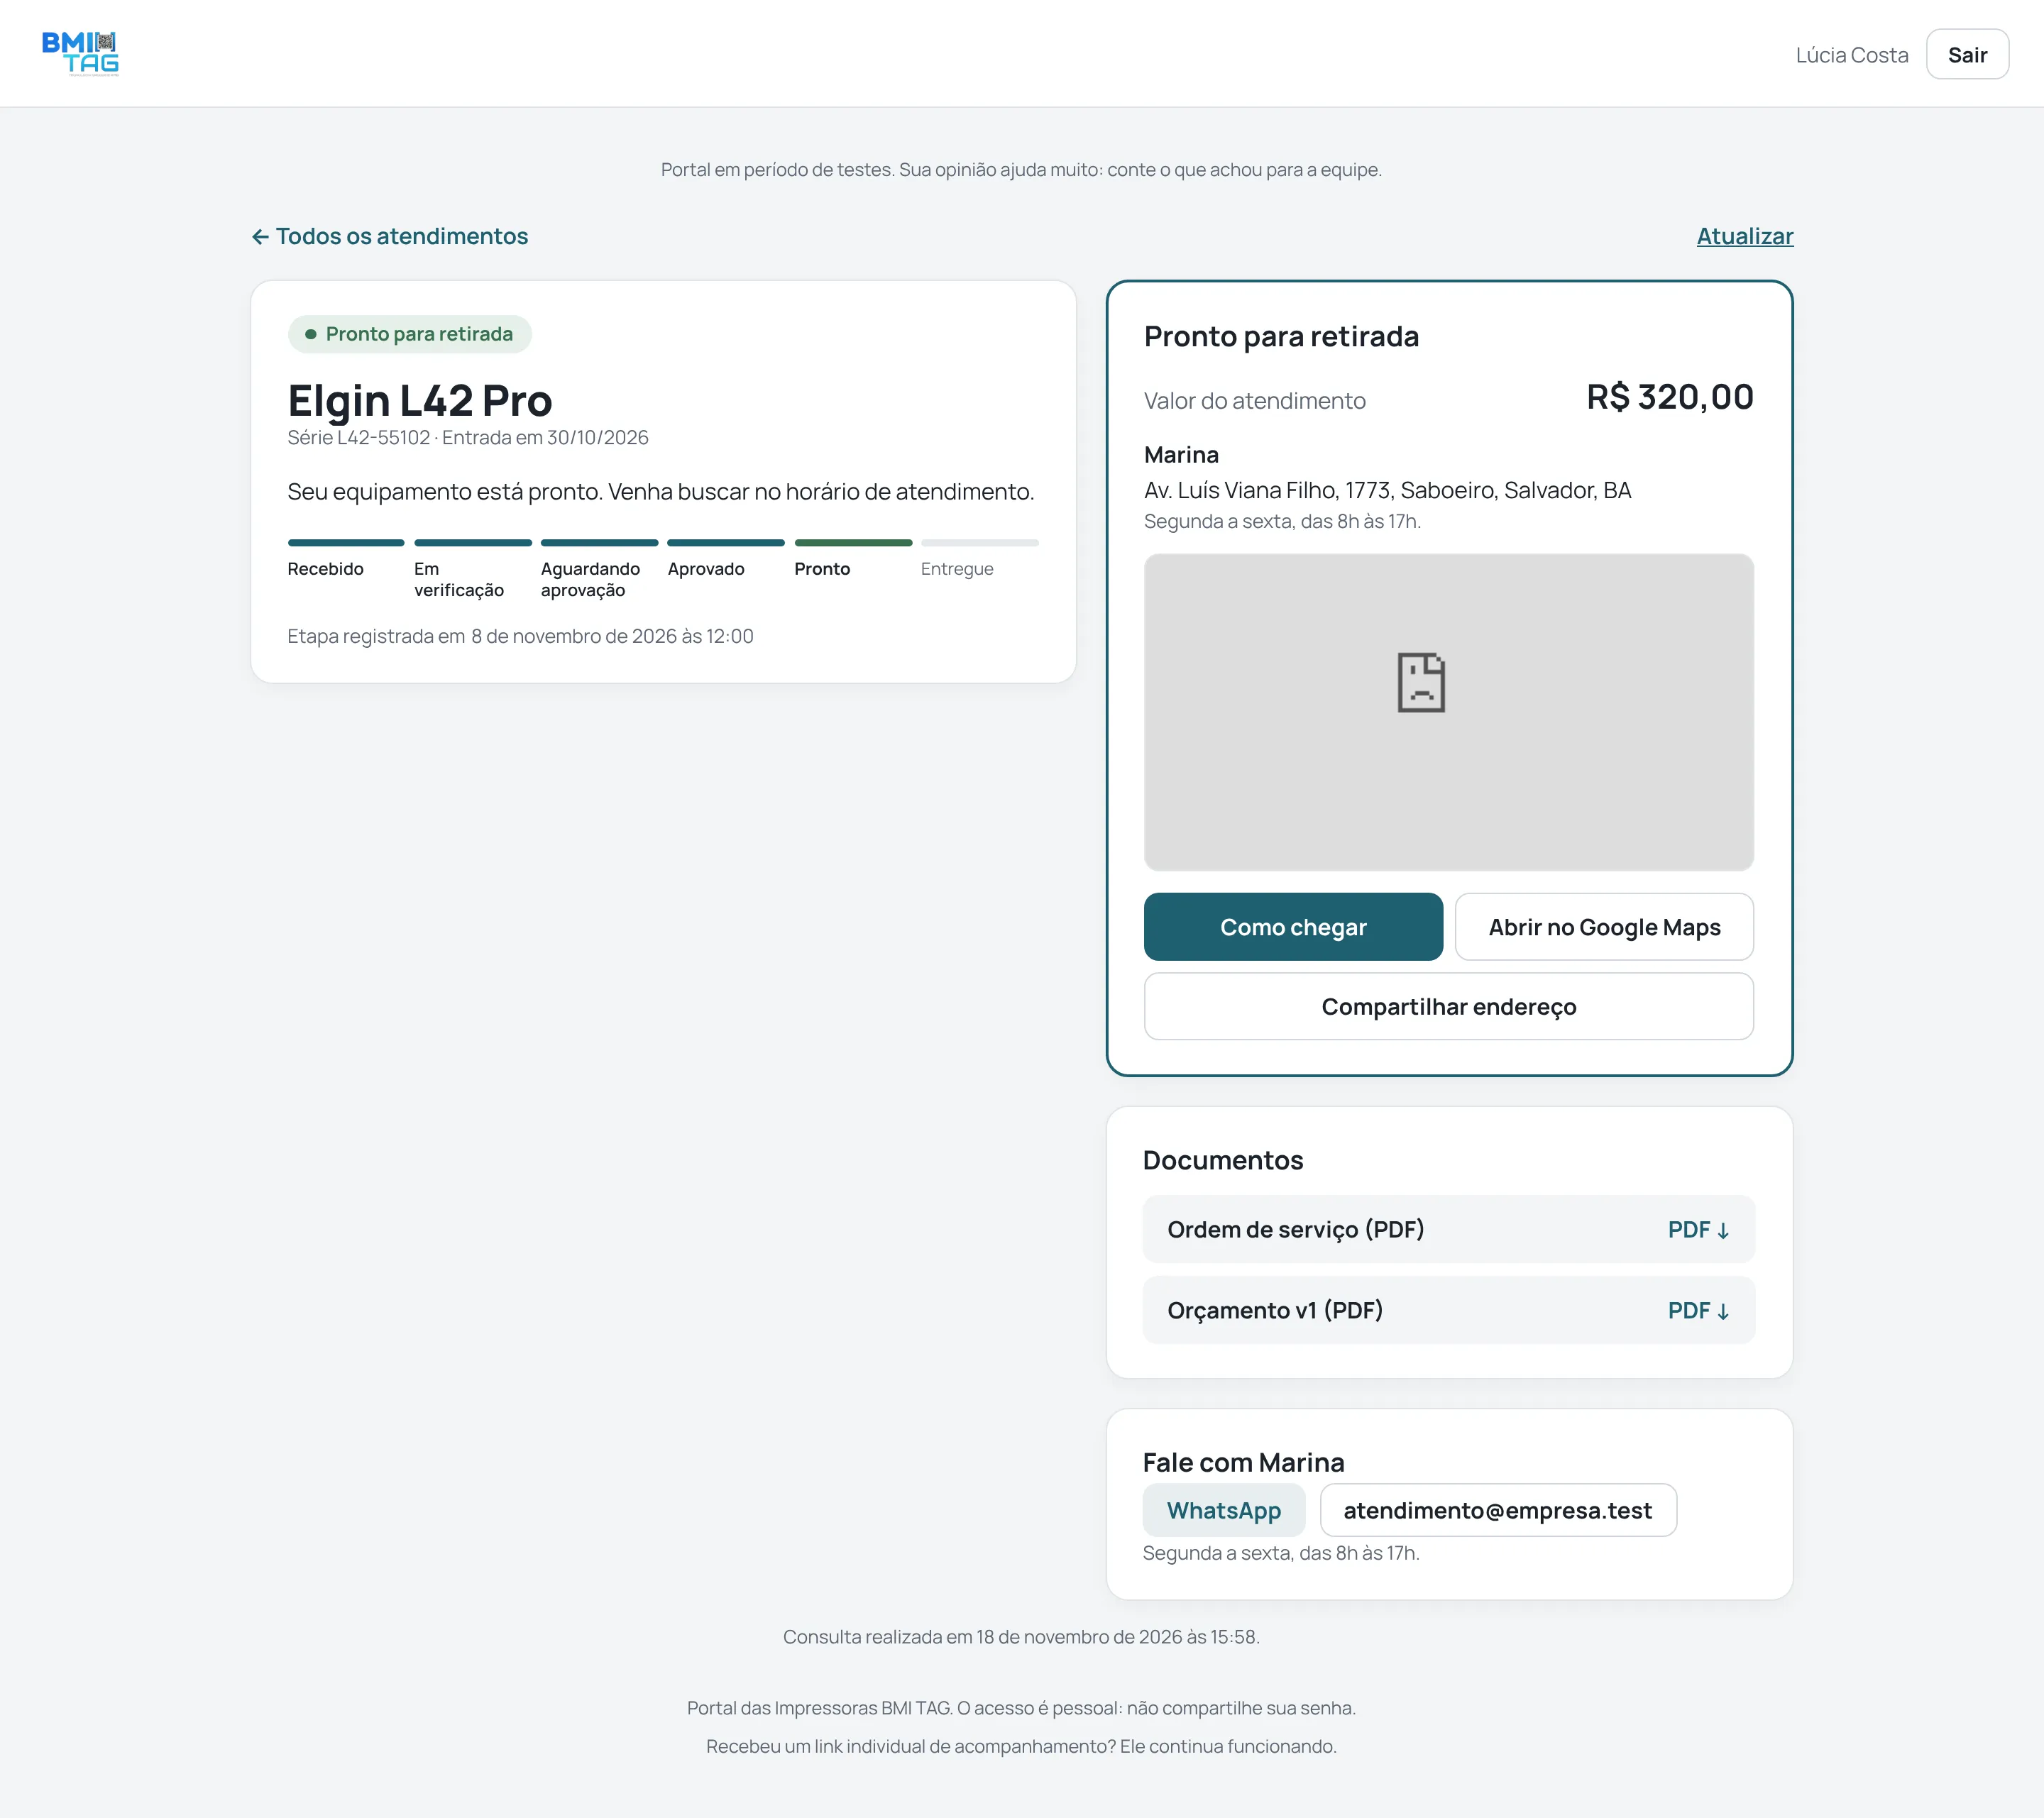 BMI
TAG
Lúcia Costa
Sair
Portal em período de testes. Sua opinião ajuda muito: conte o que achou para a equipe.
← Todos os atendimentos
Atualizar
Pronto para retirada
Elgin L42 Pro
Série L42-55102 · Entrada em 30/10/2026
Seu equipamento está pronto. Venha buscar no horário de atendimento.
Recebido
Em
verificação
Aguardando
aprovação
Aprovado
Pronto
Entregue
Etapa registrada em 8 de novembro de 2026 às 12:00
Pronto para retirada
Valor do atendimento
R$ 320,00
Marina
Av. Luís Viana Filho, 1773, Saboeiro, Salvador, BA
Segunda a sexta, das 8h às 17h.
Como chegar
Abrir no Google Maps
Compartilhar endereço
Documentos
Ordem de serviço (PDF)
PDF ↓
Orçamento v1 (PDF)
PDF ↓
Fale com Marina
WhatsApp
atendimento@empresa.test
Segunda a sexta, das 8h às 17h.
Consulta realizada em 18 de novembro de 2026 às 15:58.
Portal das Impressoras BMI TAG. O acesso é pessoal: não compartilhe sua senha.
Recebeu um link individual de acompanhamento? Ele continua funcionando.